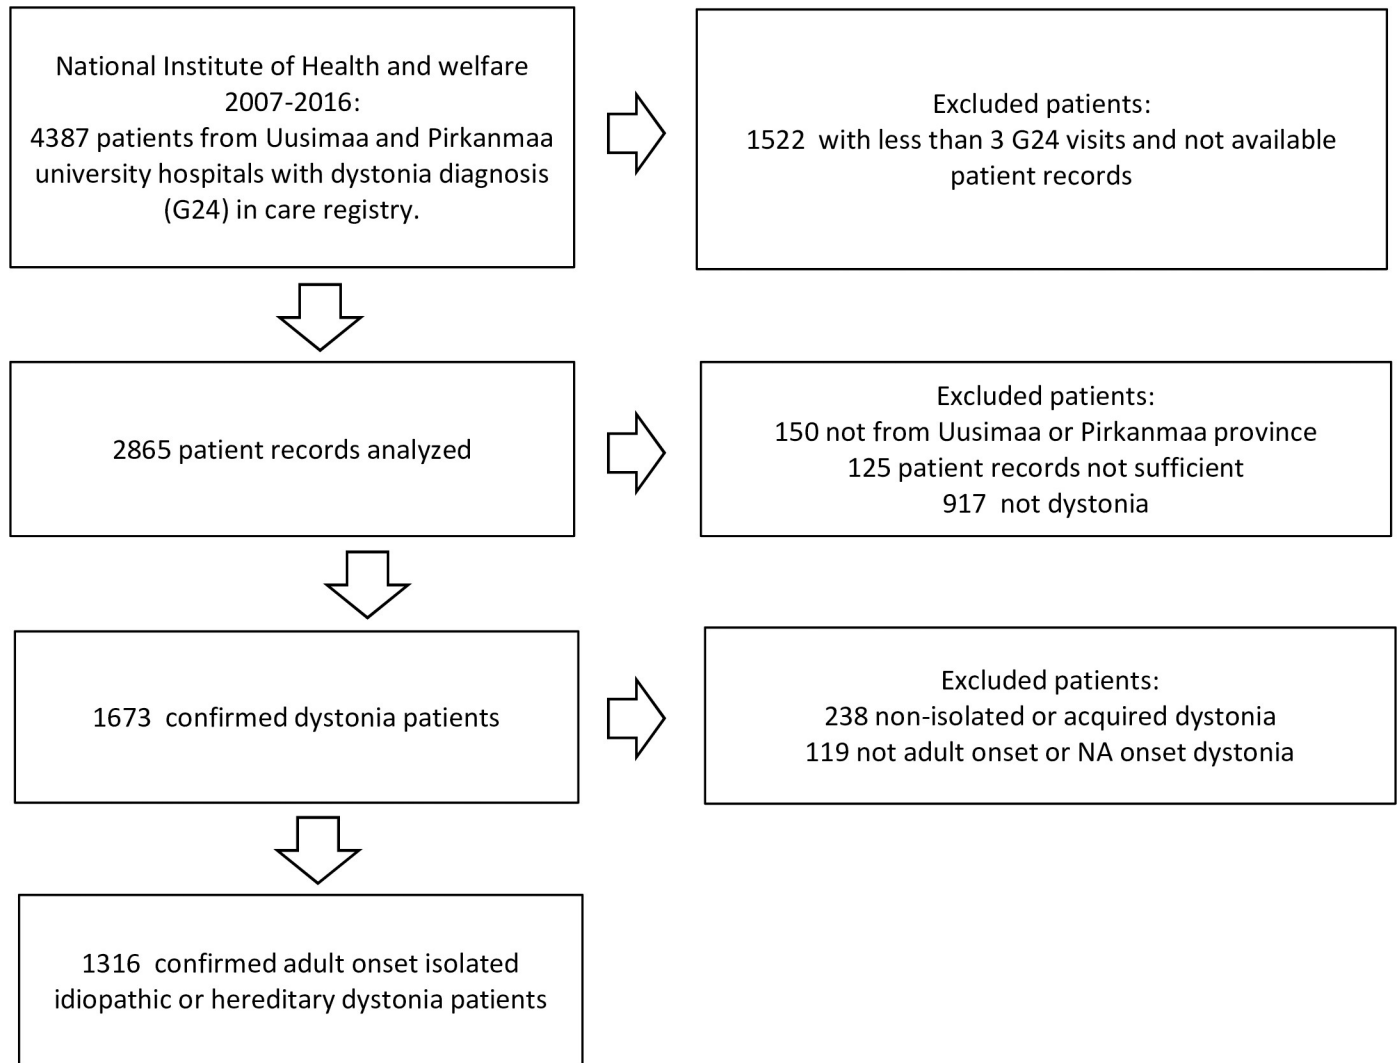 National Institute of Health and welfare
2007-2016:
4387 patients from Uusimaa and Pirkanmaa
university hospitals with dystonia diagnosis
(G24) in care registry.
Excluded patients:
1522  with less than 3 G24 visits and not available
patient records
2865 patient records analyzed
Excluded patients:
150 not from Uusimaa or Pirkanmaa province
125 patient records not sufficient
917  not dystonia
1673  confirmed dystonia patients
Excluded patients:
238 non-isolated or acquired dystonia
119 not adult onset or NA onset dystonia
1316  confirmed adult onset isolated
idiopathic or hereditary dystonia patients